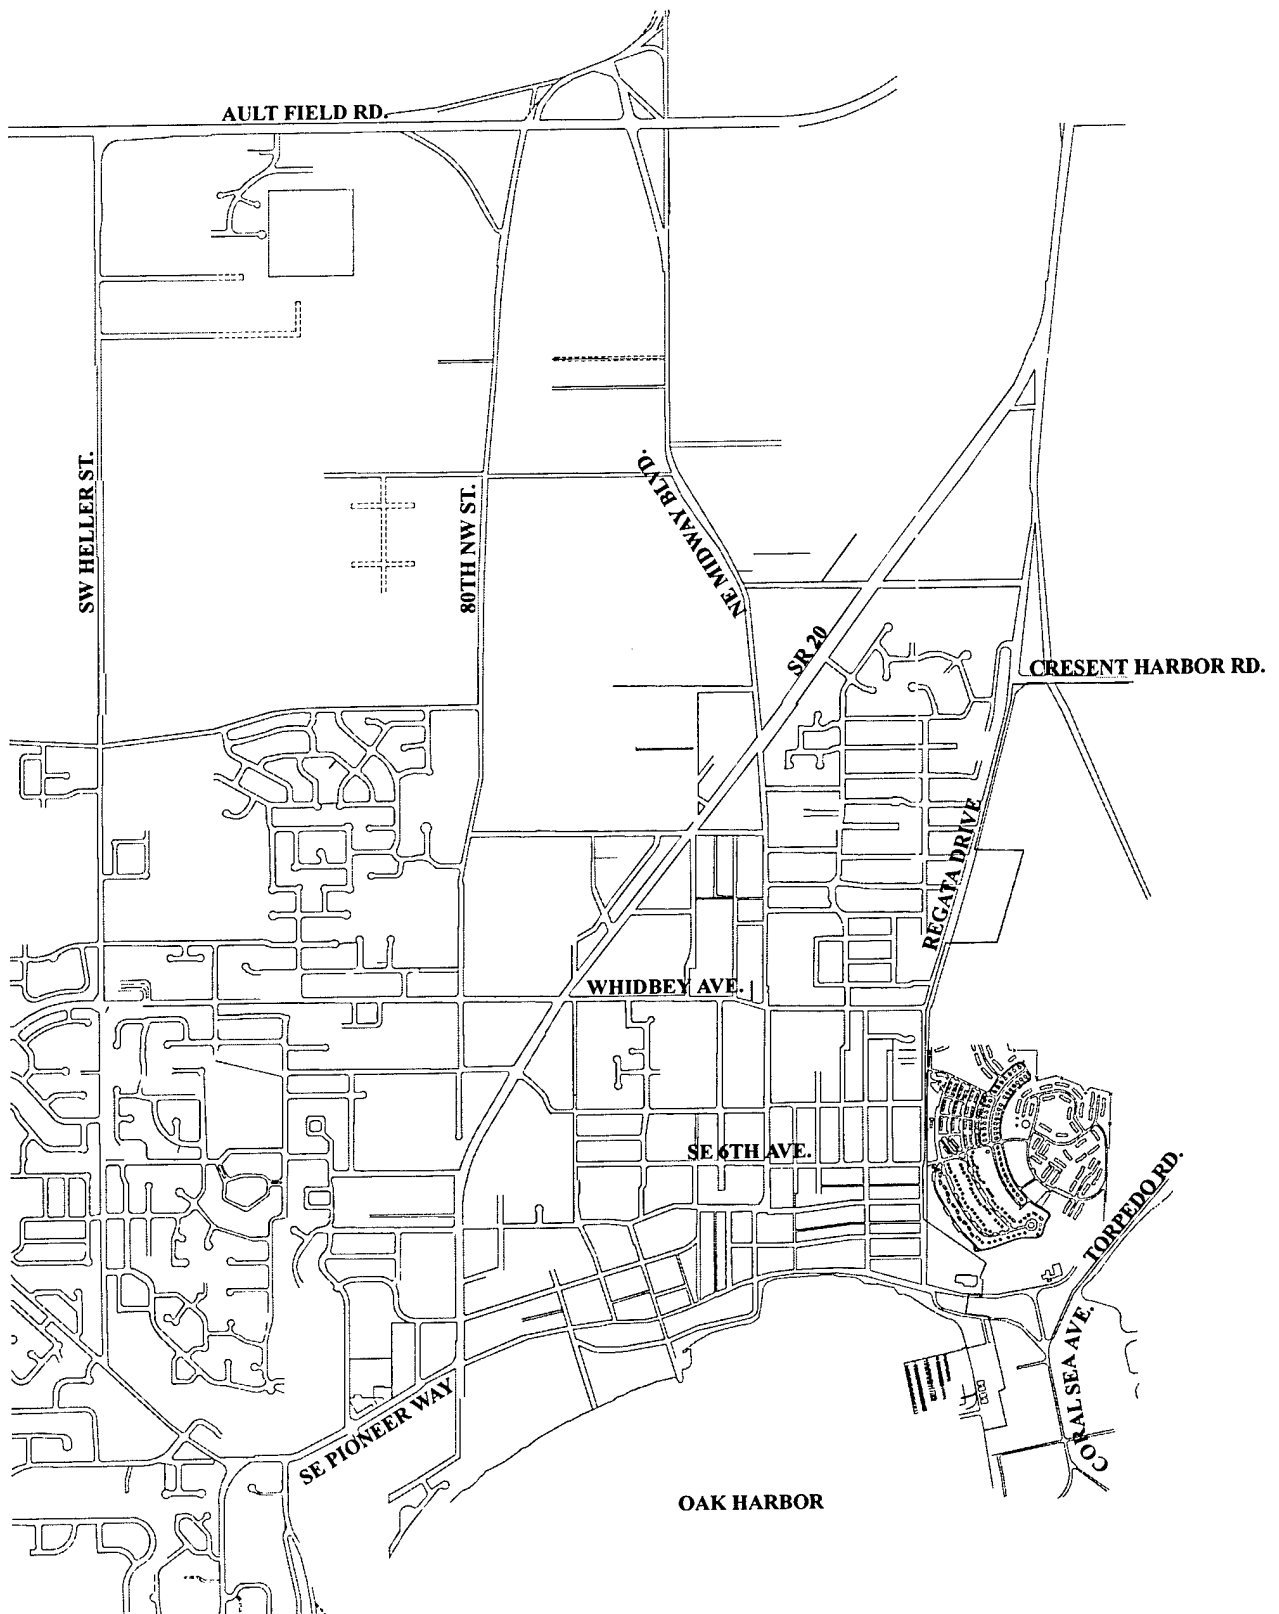 AULT FIELD RD.
SW HELLER ST.
80TH NW ST.
NE MIDWAY BLVD.
SR 20
CRESENT HARBOR RD.
REGATA DRIVE
WHIDBEY AVE.
SE 6TH AVE.
TORPEDO RD.
CORAL SEA AVE.
SE PIONEER WAY
OAK HARBOR